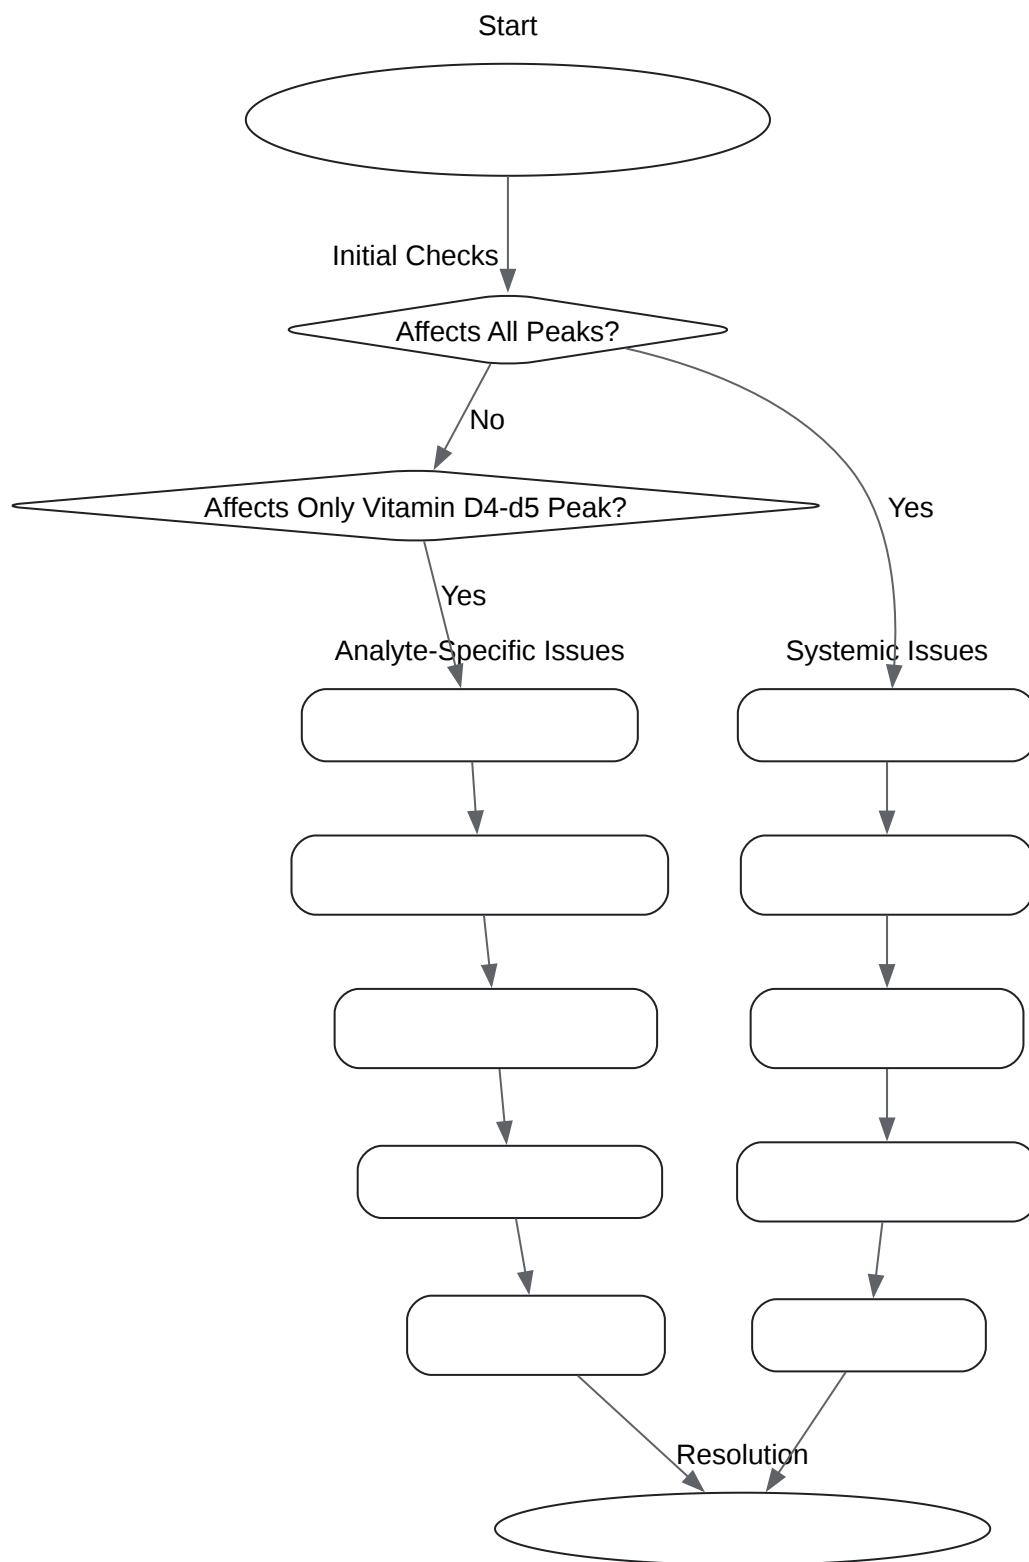 Start
Initial Checks
Affects All Peaks?
No
Affects Only Vitamin D4-d5 Peak?
Yes
Yes
Analyte-Specific Issues
Systemic Issues
Resolution